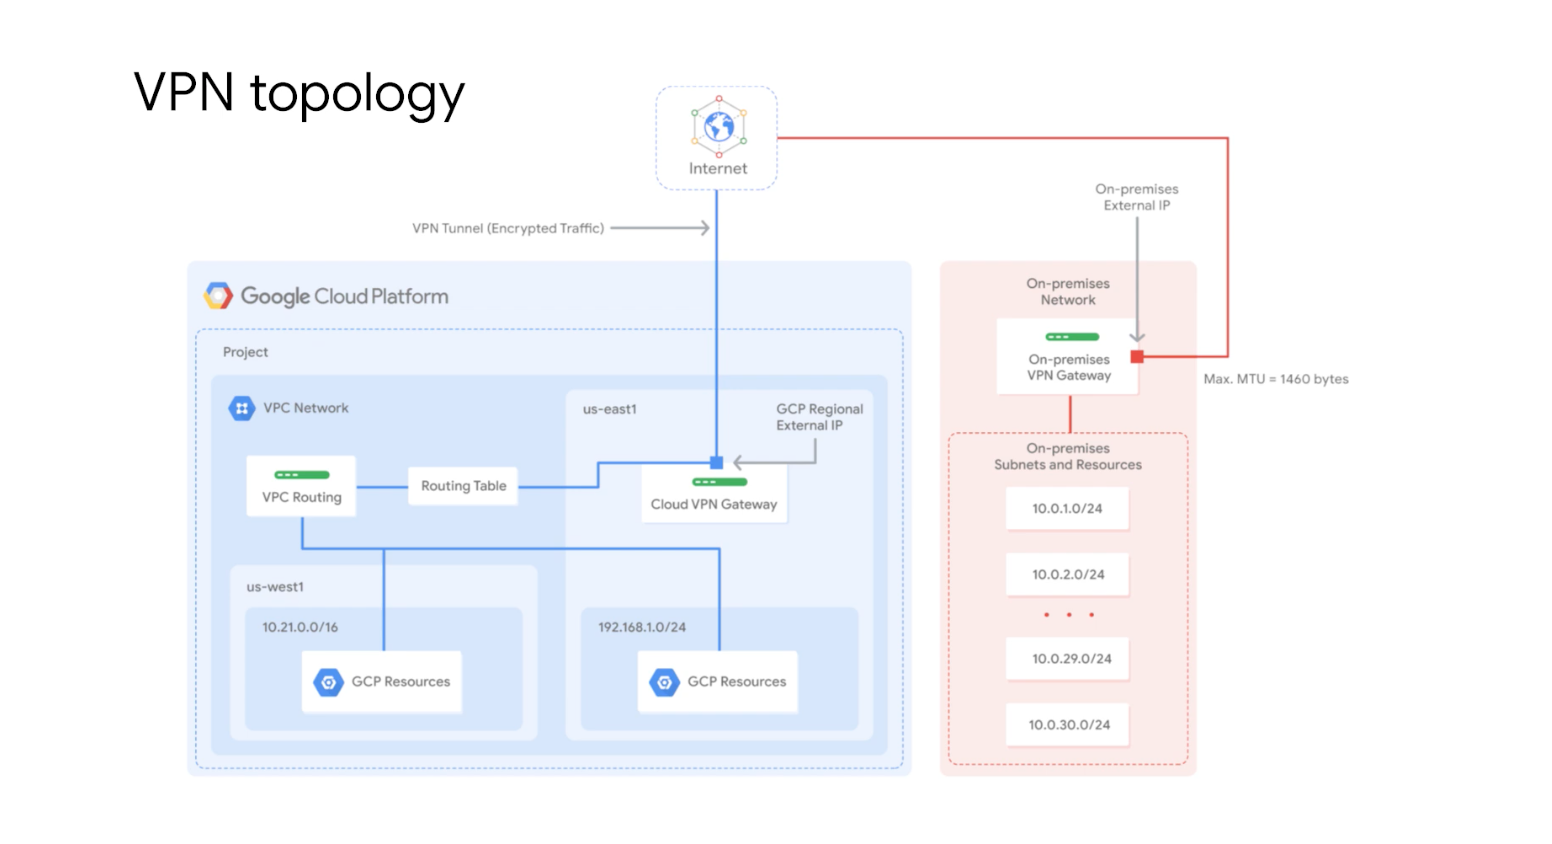 VPN topology
Internet
On-premises
External IP
VPN Tunnel (Encrypted Traffic)
Google Cloud Platform
On-premises
Network
Project
On-premises
VPN Gateway
Max. MTU = 1460 bytes
VPC Network
us-east1
GCP Regional
External IP
VPC Routing
Routing Table
Cloud VPN Gateway
On-premises
Subnets and Resources
10.0.1.0/24
10.0.2.0/24
10.0.29.0/24
10.0.30.0/24
us-west1
10.21.0.0/16
GCP Resources
192.168.1.0/24
GCP Resources